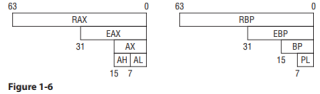 63 0 63 0
RAX RBP
EAX EBP
31 AX 31 BP
AH AL 15 PL
15 7 7
Figure 1-6